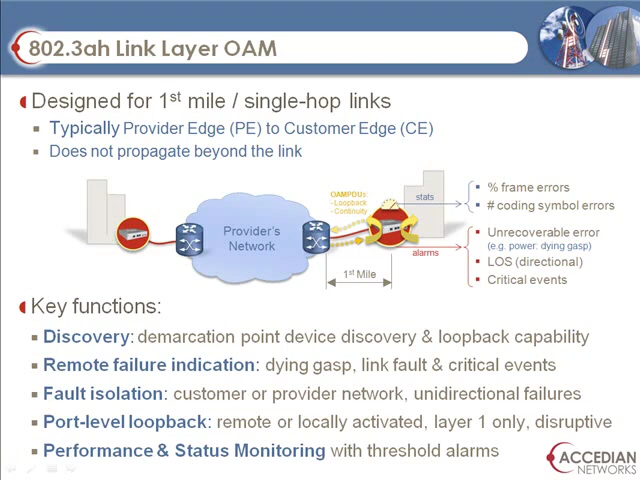 802.3ah Link Layer OAM
Designed for 1st mile / single-hop links
Typically Provider Edge (PE) to Customer Edge (CE)
Does not propagate beyond the link
OAMPDUs:
- Loopback
- Continuity
stats
% frame errors
# coding symbol errors
Provider's
Network
alarms
Unrecoverable error
(e.g. power: dying gasp)
LOS (directional)
Critical events
1st Mile
Key functions:
Discovery: demarcation point device discovery & loopback capability
Remote failure indication: dying gasp, link fault & critical events
Fault isolation: customer or provider network, unidirectional failures
Port-level loopback: remote or locally activated, layer 1 only, disruptive
Performance & Status Monitoring with threshold alarms
ACCEDIAN
NETWORKS